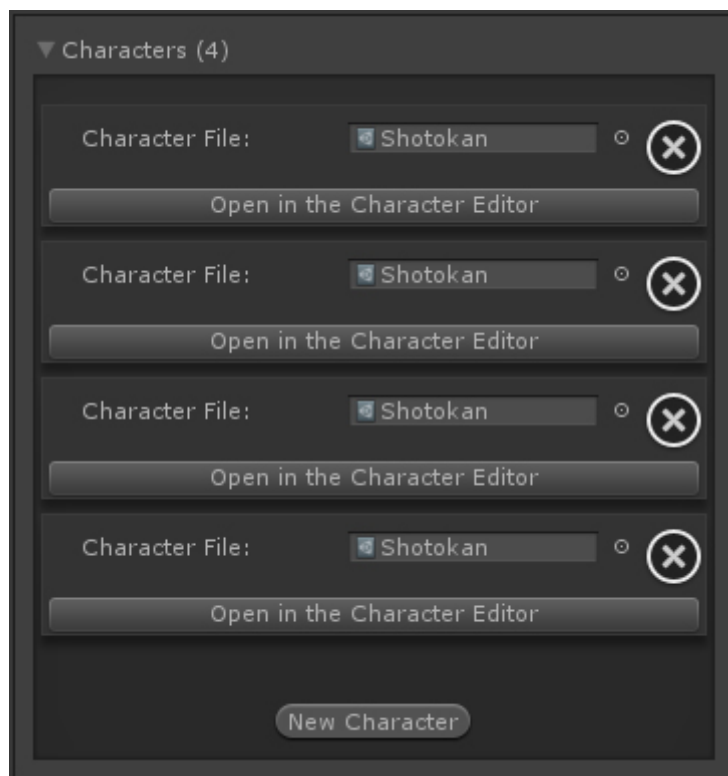 Characters (4)
Character File: Shotokan
Open in the Character Editor
Character File: Shotokan
Open in the Character Editor
Character File: Shotokan
Open in the Character Editor
Character File: Shotokan
Open in the Character Editor
New Character